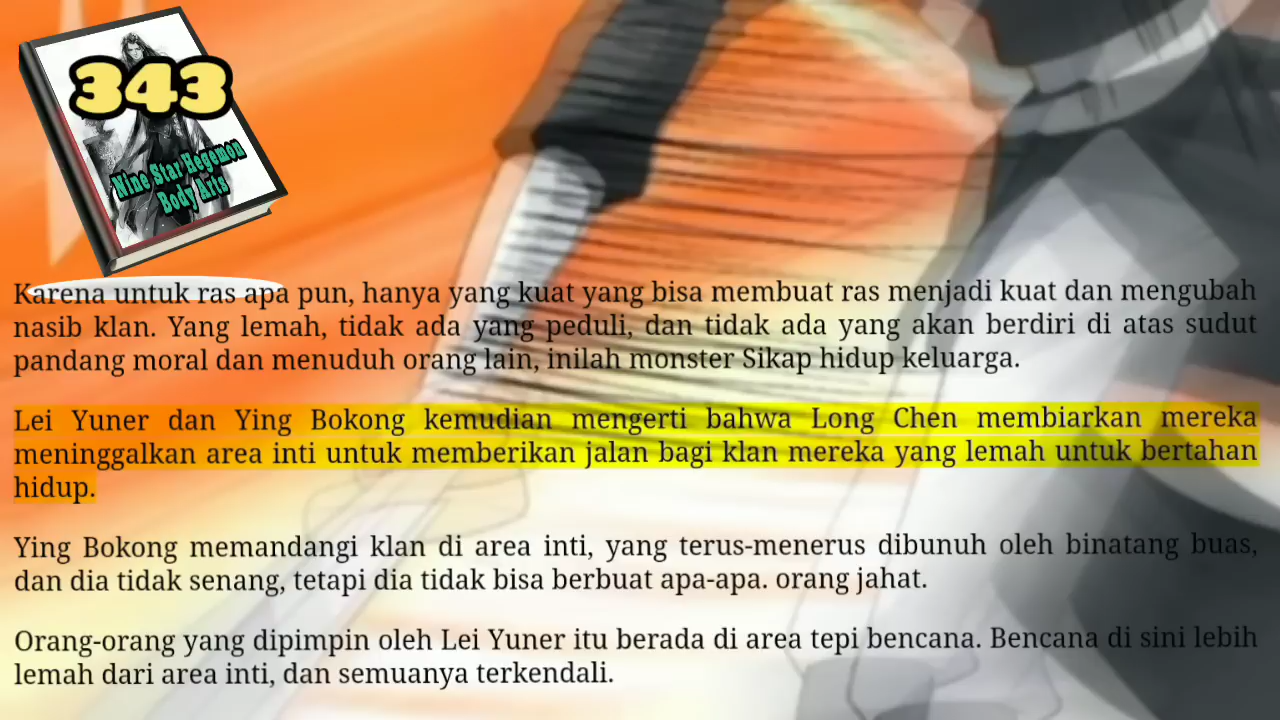 343
Nine Star Hegemon
Body Arts
Karena untuk ras apa pun, hanya yang kuat yang bisa membuat ras menjadi kuat dan mengubah
nasib klan. Yang lemah, tidak ada yang peduli, dan tidak ada yang akan berdiri di atas sudut
pandang moral dan menuduh orang lain, inilah monster Sikap hidup keluarga.
Lei Yuner dan Ying Bokong kemudian mengerti bahwa Long Chen membiarkan mereka
meninggalkan area inti untuk memberikan jalan bagi klan mereka yang lemah untuk bertahan
hidup.
Ying Bokong memandangi klan di area inti, yang terus-menerus dibunuh oleh binatang buas,
dan dia tidak senang, tetapi dia tidak bisa berbuat apa-apa. orang jahat.
Orang-orang yang dipimpin oleh Lei Yuner itu berada di area tepi bencana. Bencana di sini lebih
lemah dari area inti, dan semuanya terkendali.